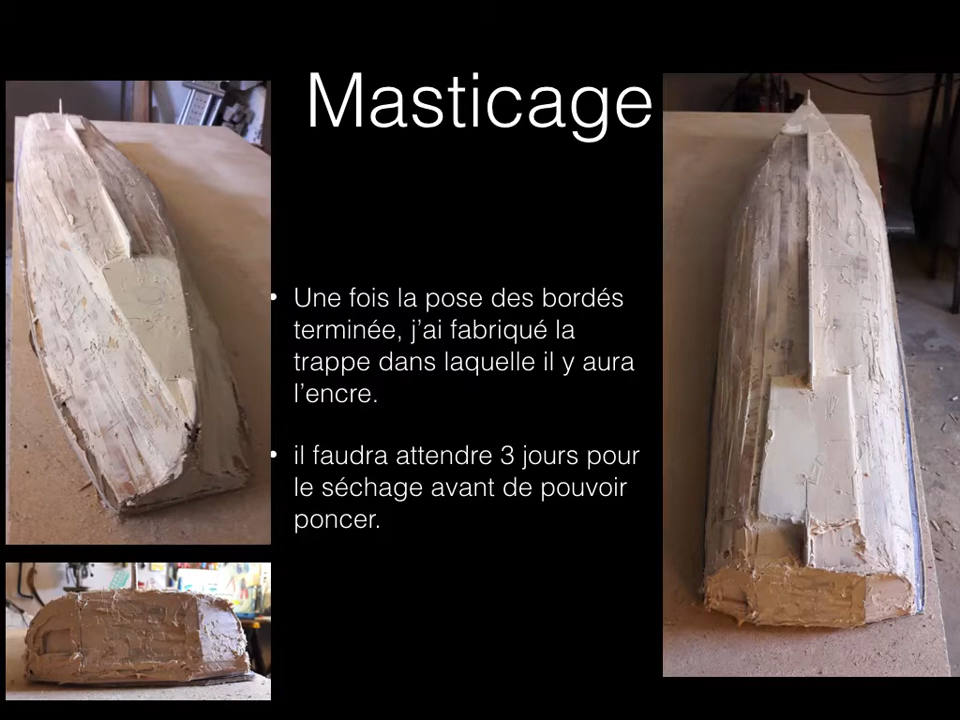 Masticage
• Une fois la pose des bordés
terminée, j'ai fabriqué la
trappe dans laquelle il y aura
l'encre.
• il faudra attendre 3 jours pour
le séchage avant de pouvoir
poncer.